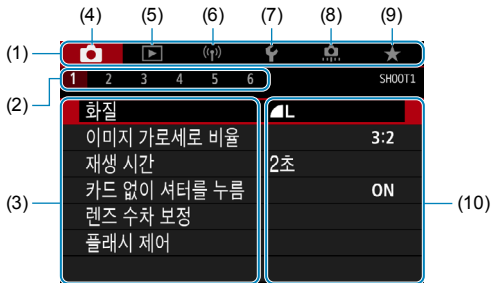 (4) (5) (6) (7) (8) (9)
(1)
(2) 1 2 3 4 5 6 SHOOT1
화질 L
이미지 가로세로 비율 3:2
재생 시간 2초
(3) 카드 없이 셔터를 누름 ON (10)
렌즈 수차 보정
플래시 제어